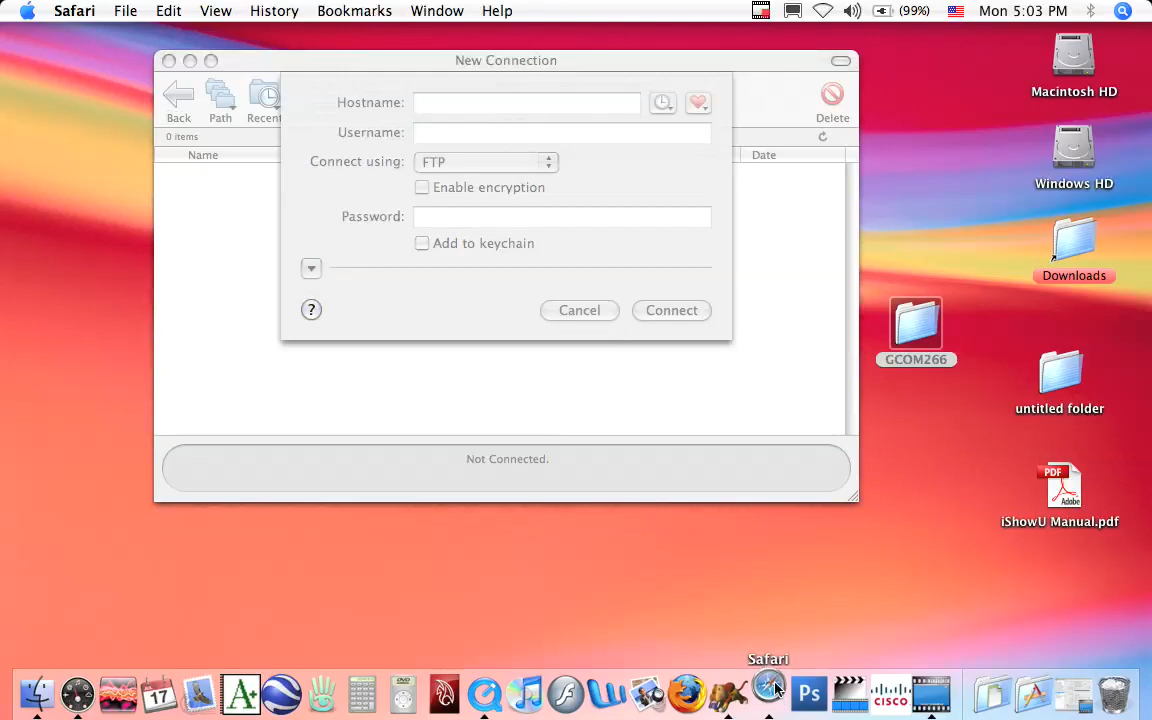 Safari File Edit View History Bookmarks Window Help (99%) Mon 5:03 PM
New Connection
Back Path Recent Delete
0 items
Name Date
Hostname:
Username:
Connect using: FTP
Enable encryption
Password:
Add to keychain
?
Cancel Connect
Not Connected.
Macintosh HD
Windows HD
Downloads
GCOM266
untitled folder
PDF
Adobe
iShowU Manual.pdf
Safari
JUL
17
A+
Ps
CISCO